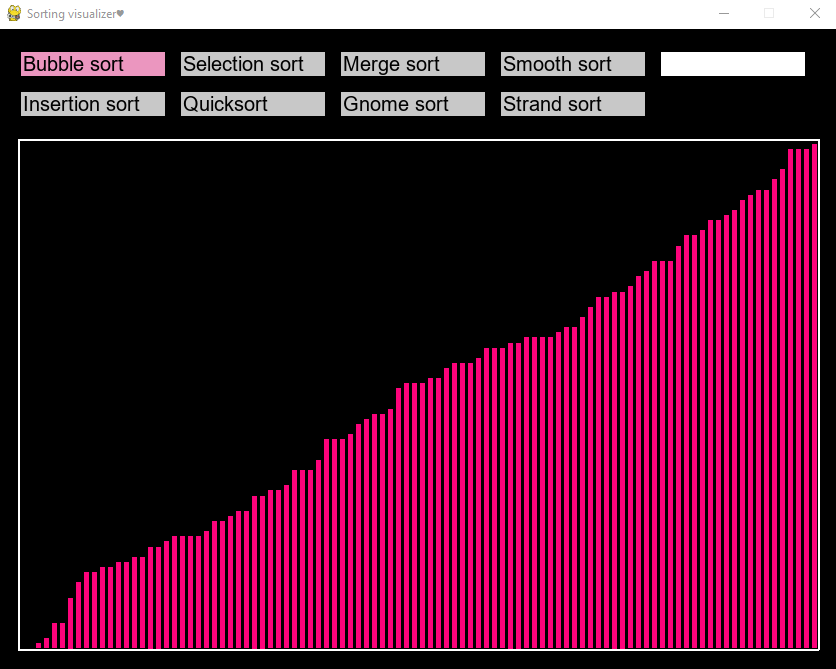 Sorting visualizer♥
Bubble sort Selection sort Merge sort Smooth sort
Insertion sort Quicksort Gnome sort Strand sort